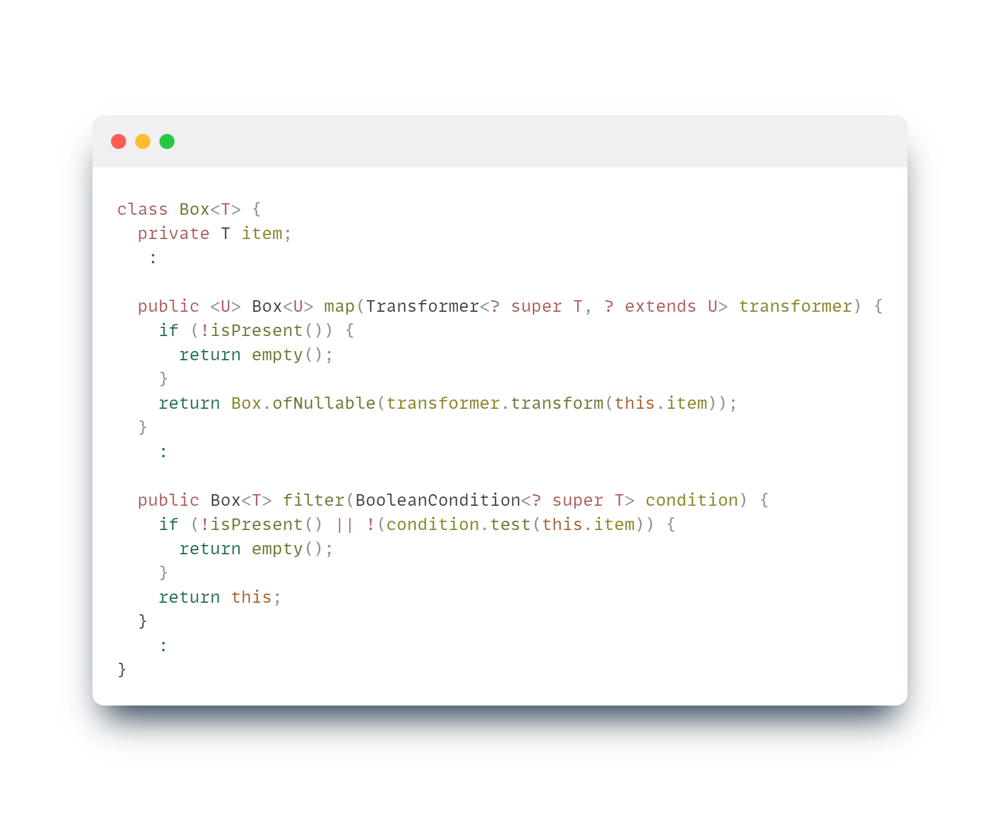 class Box<T> {
  private T item;
   :

  public <U> Box<U> map(Transformer<? super T, ? extends U> transformer) {
    if (!isPresent()) {
      return empty();
    }
    return Box.ofNullable(transformer.transform(this.item));
  }
    :

  public Box<T> filter(BooleanCondition<? super T> condition) {
    if (!isPresent() || !(condition.test(this.item)) {
      return empty();
    }
    return this;
  }
    :
}